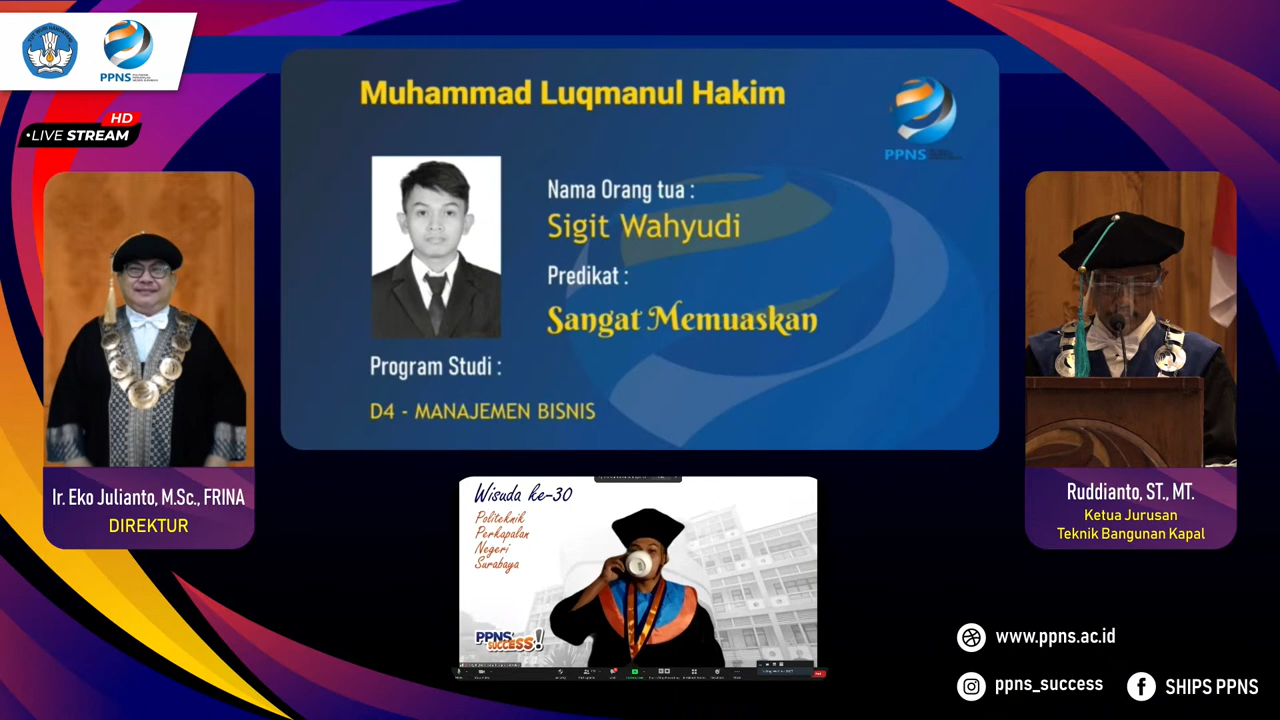 PPNS
HD
•LIVE STREAM
Muhammad Luqmanul Hakim
PPNS
Nama Orang tua :
Sigit Wahyudi
Predikat :
Sangat Memuaskan
Program Studi :
D4 - MANAJEMEN BISNIS
Ir. Eko Julianto, M.Sc., FRINA
DIREKTUR
Ruddianto, ST., MT.
Ketua Jurusan
Teknik Bangunan Kapal
Wisuda ke-30
Politeknik
Perkapalan
Negeri
Surabaya
PPNS
SUCCESS!
www.ppns.ac.id
ppns_success
SHIPS PPNS